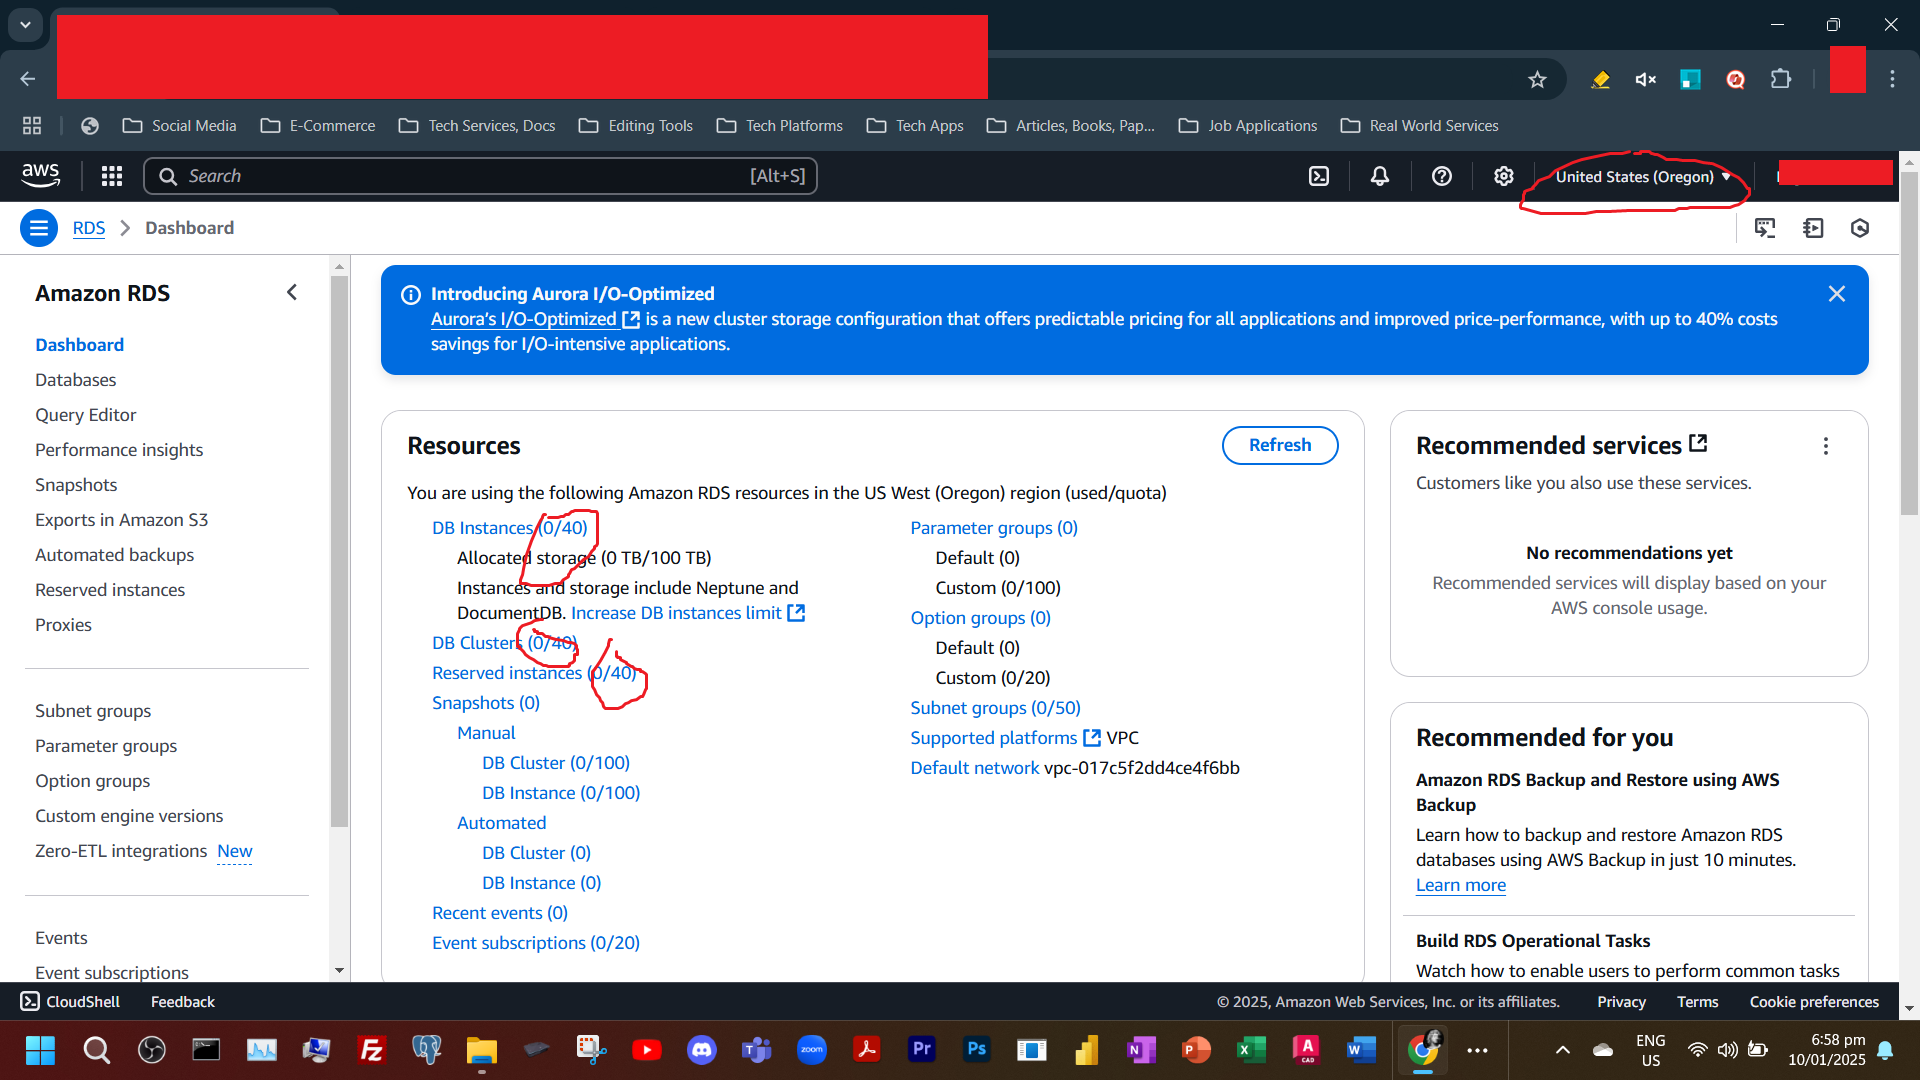 Social Media
E-Commerce
Tech Services, Docs
Editing Tools
Tech Platforms
Tech Apps
Articles, Books, Pap...
Job Applications
Real World Services
aws
Search
[Alt+S]
United States (Oregon)
RDS
Dashboard
Amazon RDS
Dashboard
Databases
Query Editor
Performance insights
Snapshots
Exports in Amazon S3
Automated backups
Reserved instances
Proxies
Subnet groups
Parameter groups
Option groups
Custom engine versions
Zero-ETL integrations New
Events
Event subscriptions
Introducing Aurora I/O-Optimized
Aurora's I/O-Optimized is a new cluster storage configuration that offers predictable pricing for all applications and improved price-performance, with up to 40% costs
savings for I/O-intensive applications.
Resources
Refresh
You are using the following Amazon RDS resources in the US West (Oregon) region (used/quota)
DB Instances (0/40)
Allocated storage (0 TB/100 TB)
Instances and storage include Neptune and
DocumentDB. Increase DB instances limit
DB Clusters (0/40)
Reserved instances (0/40)
Snapshots (0)
Manual
DB Cluster (0/100)
DB Instance (0/100)
Automated
DB Cluster (0)
DB Instance (0)
Recent events (0)
Event subscriptions (0/20)
Parameter groups (0)
Default (0)
Custom (0/100)
Option groups (0)
Default (0)
Custom (0/20)
Subnet groups (0/50)
Supported platforms VPC
Default network vpc-017c5f2dd4ce4f6bb
Recommended services
Customers like you also use these services.
No recommendations yet
Recommended services will display based on your
AWS console usage.
Recommended for you
Amazon RDS Backup and Restore using AWS
Backup
Learn how to backup and restore Amazon RDS
databases using AWS Backup in just 10 minutes.
Learn more
Build RDS Operational Tasks
Watch how to enable users to perform common tasks
CloudShell
Feedback
© 2025, Amazon Web Services, Inc. or its affiliates.
Privacy
Terms
Cookie preferences
Fz
zoom
Pr
Ps
N
P
X
A
CAD
W
ENG
US
6:58 pm
10/01/2025